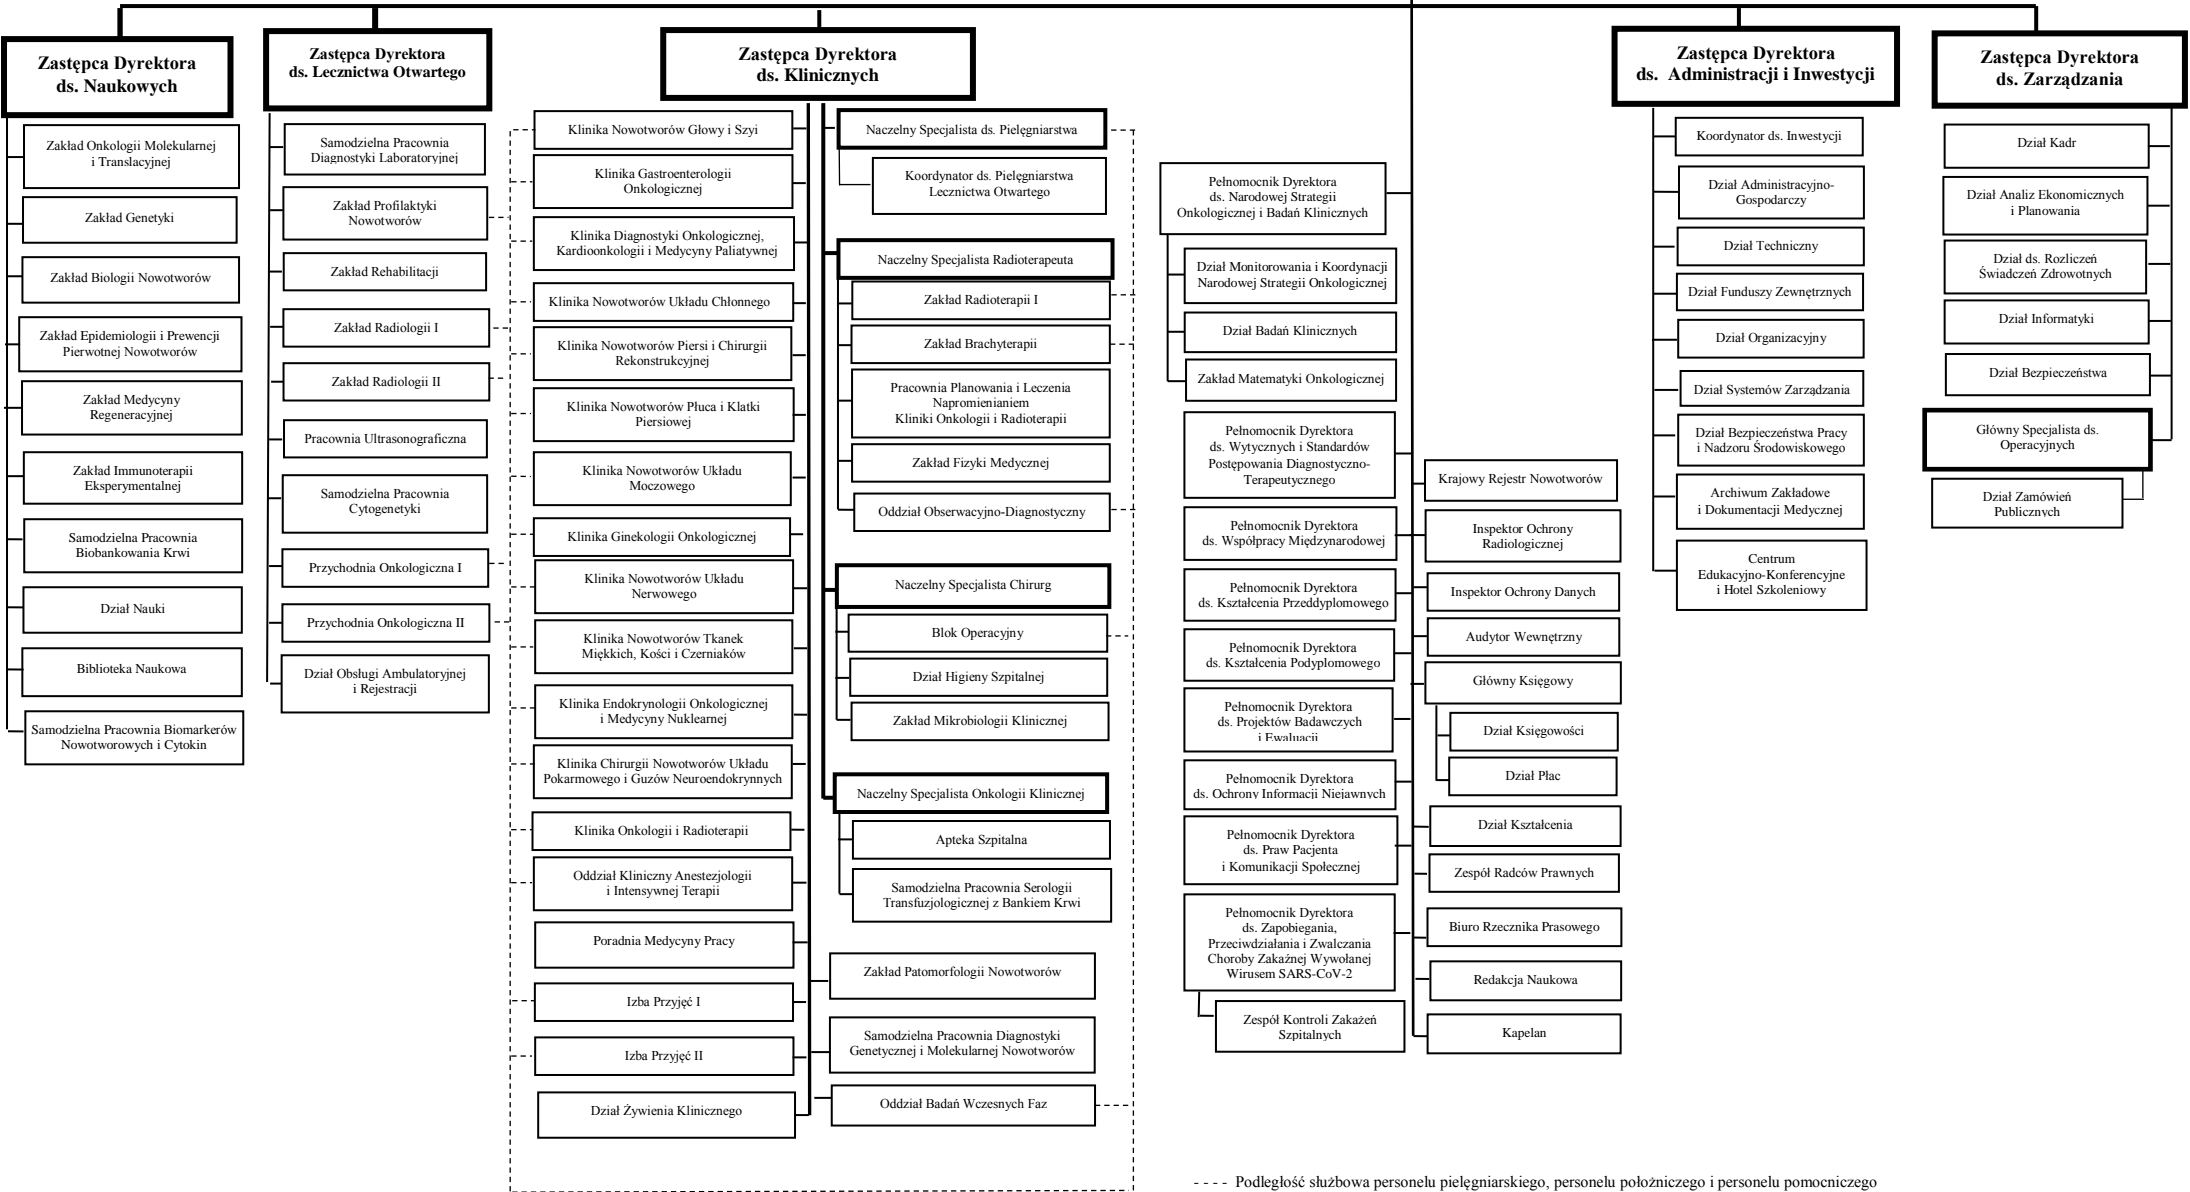 Zastępca Dyrektora
ds. Naukowych
Zakład Onkologii Molekularnej
i Translacyjnej
Zakład Genetyki
Zakład Biologii Nowotworów
Zakład Epidemiologii i Prewencji
Pierwotnej Nowotworów
Zakład Medycyny
Regeneracyjnej
Zakład Immunoterapii
Eksperymentalnej
Samodzielna Pracownia
Biobankowania Krwi
Dział Nauki
Biblioteka Naukowa
Samodzielna Pracownia Biomarkerów
Nowotworowych i Cytokin
Zastępca Dyrektora
ds. Lecznictwa Otwartego
Samodzielna Pracownia
Diagnostyki Laboratoryjnej
Zakład Profilaktyki
Nowotworów
Zakład Rehabilitacji
Zakład Radiologii I
Zakład Radiologii II
Pracownia Ultrasonograficzna
Samodzielna Pracownia
Cytogenetyki
Przychodnia Onkologiczna I
Przychodnia Onkologiczna II
Dział Obsługi Ambulatoryjnej
i Rejestracji
Zastępca Dyrektora
ds. Klinicznych
Klinika Nowotworów Głowy i Szyi
Klinika Gastroenterologii
Onkologicznej
Klinika Diagnostyki Onkologicznej,
Kardioonkologii i Medycyny Paliatywnej
Klinika Nowotworów Układu Chłonnego
Klinika Nowotworów Piersi i Chirurgii
Rekonstrukcyjnej
Klinika Nowotworów Płuca i Klatki
Piersiowej
Klinika Nowotworów Układu
Moczowego
Klinika Ginekologii Onkologicznej
Klinika Nowotworów Układu
Nerwowego
Klinika Nowotworów Tkanek
Miękkich, Kości i Czerniaków
Klinika Endokrynologii Onkologicznej
i Medycyny Nuklearnej
Klinika Chirurgii Nowotworów Układu
Pokarmowego i Guzów Neuroendokrynnych
Klinika Onkologii i Radioterapii
Oddział Kliniczny Anestezjologii
i Intensywnej Terapii
Poradnia Medycyny Pracy
Izba Przyjęć I
Izba Przyjęć II
Dział Żywienia Klinicznego
Naczelny Specjalista ds. Pielęgniarstwa
Koordynator ds. Pielęgniarstwa
Lecznictwa Otwartego
Naczelny Specjalista Radioterapeuta
Zakład Radioterapii I
Zakład Brachyterapii
Pracownia Planowania i Leczenia
Napromienianiem
Kliniki Onkologii i Radioterapii
Zakład Fizyki Medycznej
Oddział Obserwacyjno-Diagnostyczny
Naczelny Specjalista Chirurg
Blok Operacyjny
Dział Higieny Szpitalnej
Zakład Mikrobiologii Klinicznej
Naczelny Specjalista Onkologii Klinicznej
Apteka Szpitalna
Samodzielna Pracownia Serologii
Transfuzjologicznej z Bankiem Krwi
Zakład Patomorfologii Nowotworów
Samodzielna Pracownia Diagnostyki
Genetycznej i Molekularnej Nowotworów
Oddział Badań Wczesnych Faz
Pełnomocnik Dyrektora
ds. Narodowej Strategii
Onkologicznej i Badań Klinicznych
Dział Monitorowania i Koordynacji
Narodowej Strategii Onkologicznej
Dział Badań Klinicznych
Zakład Matematyki Onkologicznej
Pełnomocnik Dyrektora
ds. Wytycznych i Standardów
Postępowania Diagnostyczno-
Terapeutycznego
Pełnomocnik Dyrektora
ds. Współpracy Międzynarodowej
Pełnomocnik Dyrektora
ds. Kształcenia Przeddyplomowego
Pełnomocnik Dyrektora
ds. Kształcenia Podyplomowego
Pełnomocnik Dyrektora
ds. Projektów Badawczych
i Ewaluacji
Pełnomocnik Dyrektora
ds. Ochrony Informacji Niejawnych
Pełnomocnik Dyrektora
ds. Praw Pacjenta
i Komunikacji Społecznej
Pełnomocnik Dyrektora
ds. Zapobiegania,
Przeciwdziałania i Zwalczania
Choroby Zakaźnej Wywołanej
Wirusem SARS-CoV-2
Zespół Kontroli Zakażeń
Szpitalnych
Krajowy Rejestr Nowotworów
Inspektor Ochrony
Radiologicznej
Inspektor Ochrony Danych
Audytor Wewnętrzny
Główny Księgowy
Dział Księgowości
Dział Płac
Dział Kształcenia
Zespół Radców Prawnych
Biuro Rzecznika Prasowego
Redakcja Naukowa
Kapelan
Zastępca Dyrektora
ds. Administracji i Inwestycji
Koordynator ds. Inwestycji
Dział Administracyjno-
Gospodarczy
Dział Techniczny
Dział Funduszy Zewnętrznych
Dział Organizacyjny
Dział Systemów Zarządzania
Dział Bezpieczeństwa Pracy
i Nadzoru Środowiskowego
Archiwum Zakładowe
i Dokumentacji Medycznej
Centrum
Edukacyjno-Konferencyjne
i Hotel Szkoleniowy
Zastępca Dyrektora
ds. Zarządzania
Dział Kadr
Dział Analiz Ekonomicznych
i Planowania
Dział ds. Rozliczeń
Świadczeń Zdrowotnych
Dział Informatyki
Dział Bezpieczeństwa
Główny Specjalista ds.
Operacyjnych
Dział Zamówień
Publicznych
- - - - Podległość służbowa personelu pielęgniarskiego, personelu położniczego i personelu pomocniczego